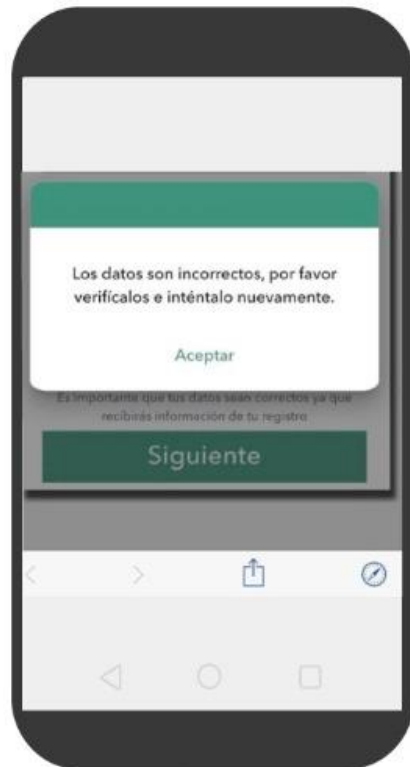 Los datos son incorrectos, por favor
verifícalos e inténtalo nuevamente.
Aceptar
Es importante que tus datos sean correctos ya que
recibirás información de tu registro
Siguiente